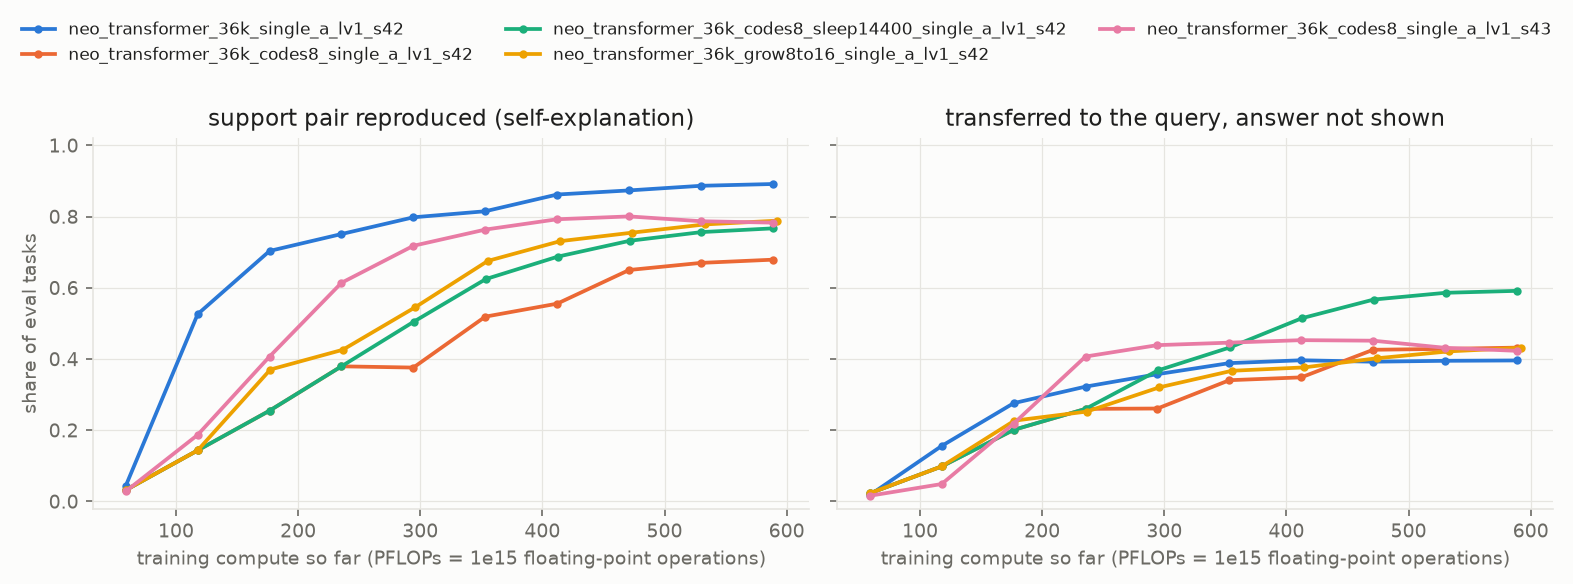 neo_transformer_36k_single_a_lv1_s42
neo_transformer_36k_codes8_sleep14400_single_a_lv1_s42
neo_transformer_36k_codes8_single_a_lv1_s43
neo_transformer_36k_codes8_single_a_lv1_s42
neo_transformer_36k_grow8to16_single_a_lv1_s42
support pair reproduced (self-explanation)
transferred to the query, answer not shown
share of eval tasks
1.0
0.8
0.6
0.4
0.2
0.0
100 200 300 400 500 600
100 200 300 400 500 600
training compute so far (PFLOPs = 1e15 floating-point operations)
training compute so far (PFLOPs = 1e15 floating-point operations)